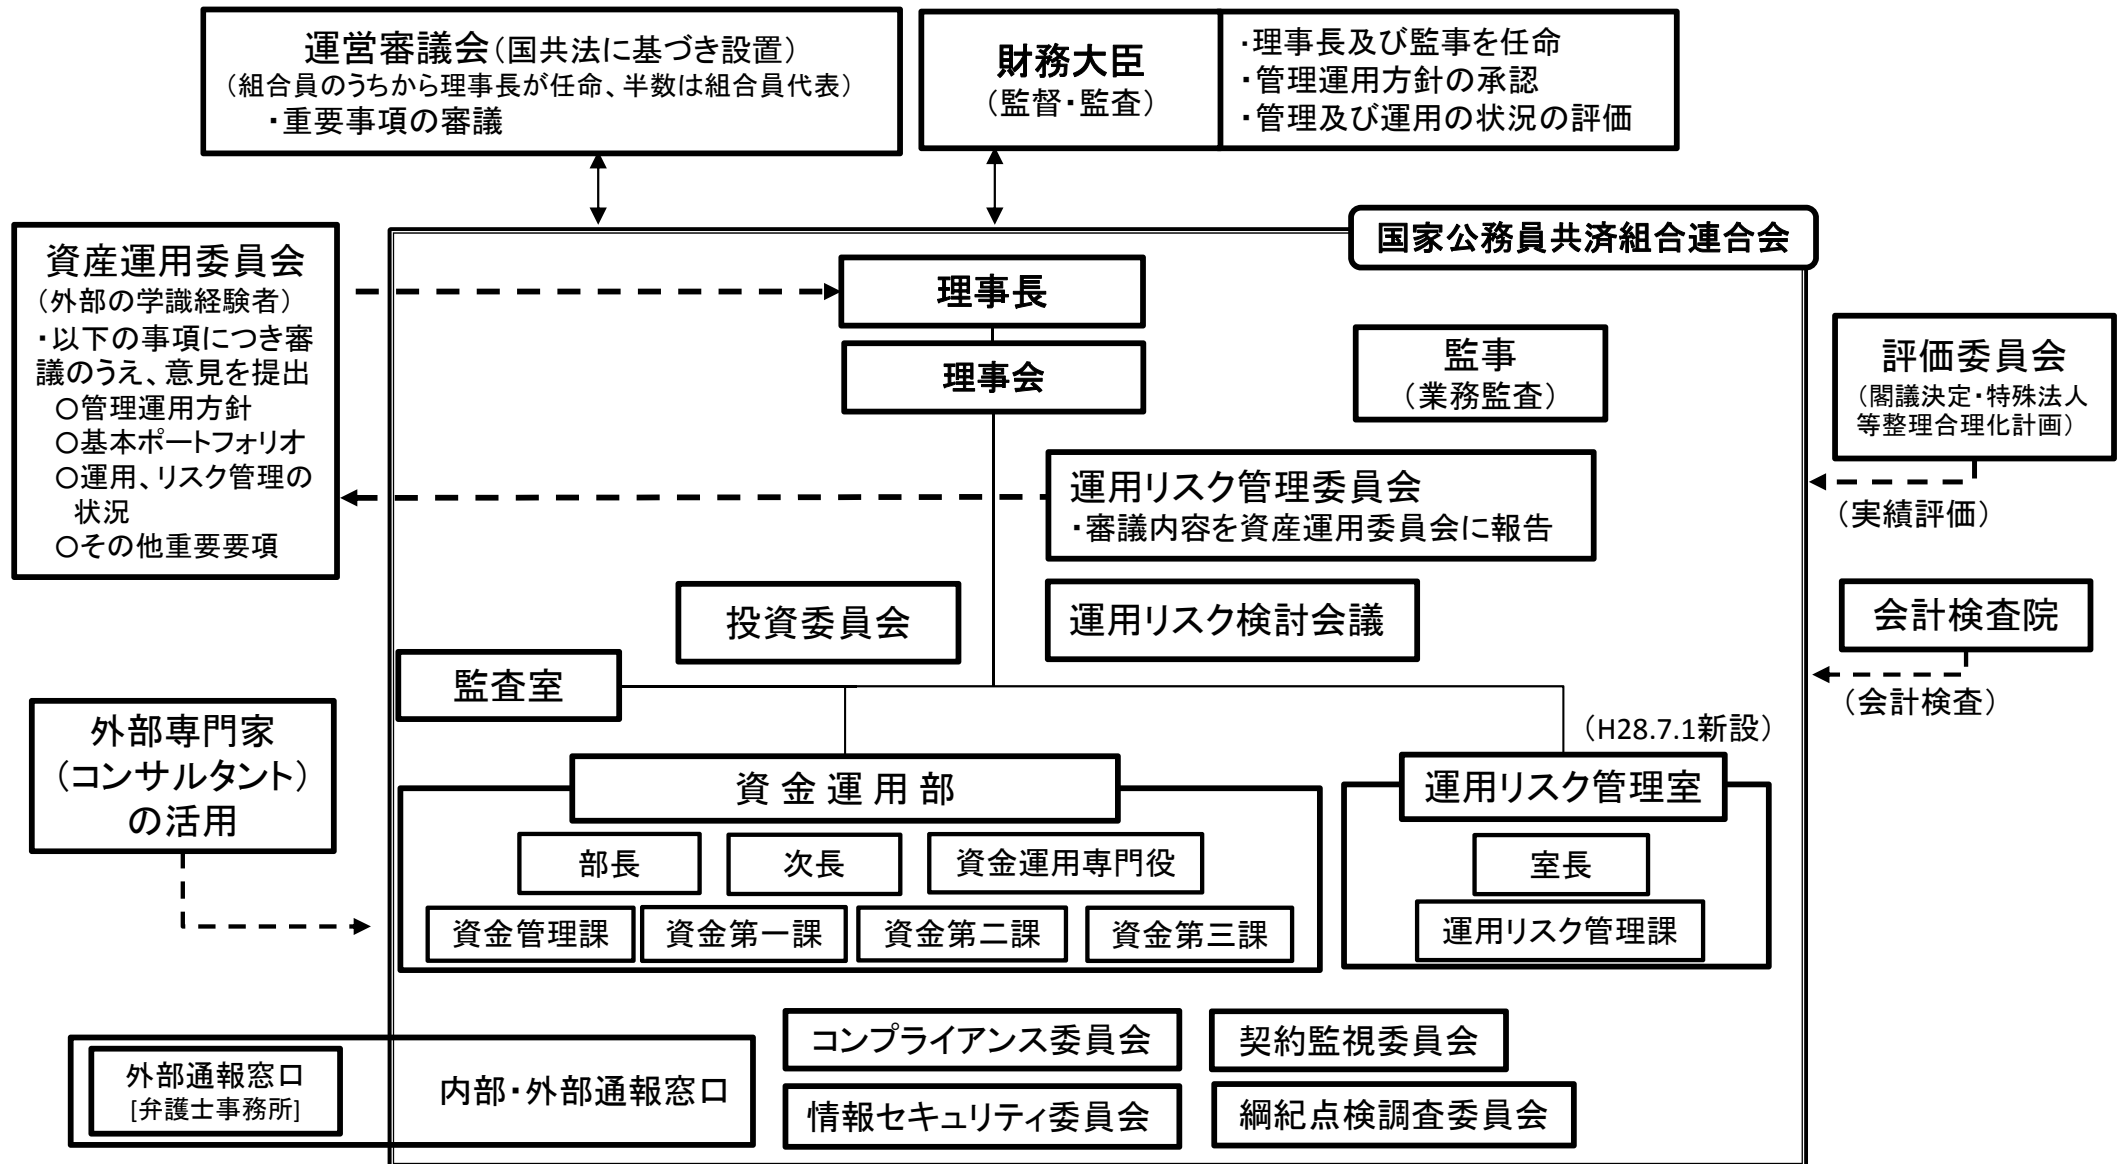 運営審議会（国共法に基づき設置）
（組合員のうちから理事長が任命、半数は組合員代表）
・重要事項の審議
財務大臣
（監督・監査）
・理事長及び監事を任命
・管理運用方針の承認
・管理及び運用の状況の評価
国家公務員共済組合連合会
資産運用委員会
（外部の学識経験者）
・以下の事項につき審
議のうえ、意見を提出
○管理運用方針
○基本ポートフォリオ
○運用、リスク管理の
状況
○その他重要要項
理事長
理事会
監事
（業務監査）
評価委員会
（閣議決定・特殊法人
等整理合理化計画）
（実績評価）
運用リスク管理委員会
・審議内容を資産運用委員会に報告
投資委員会
運用リスク検討会議
会計検査院
（会計検査）
監査室
外部専門家
（コンサルタント）
の活用
（H28.7.1新設）
資金運用部
運用リスク管理室
部長
次長
資金運用専門役
室長
資金管理課
資金第一課
資金第二課
資金第三課
運用リスク管理課
外部通報窓口
[弁護士事務所]
内部・外部通報窓口
コンプライアンス委員会
契約監視委員会
情報セキュリティ委員会
綱紀点検調査委員会